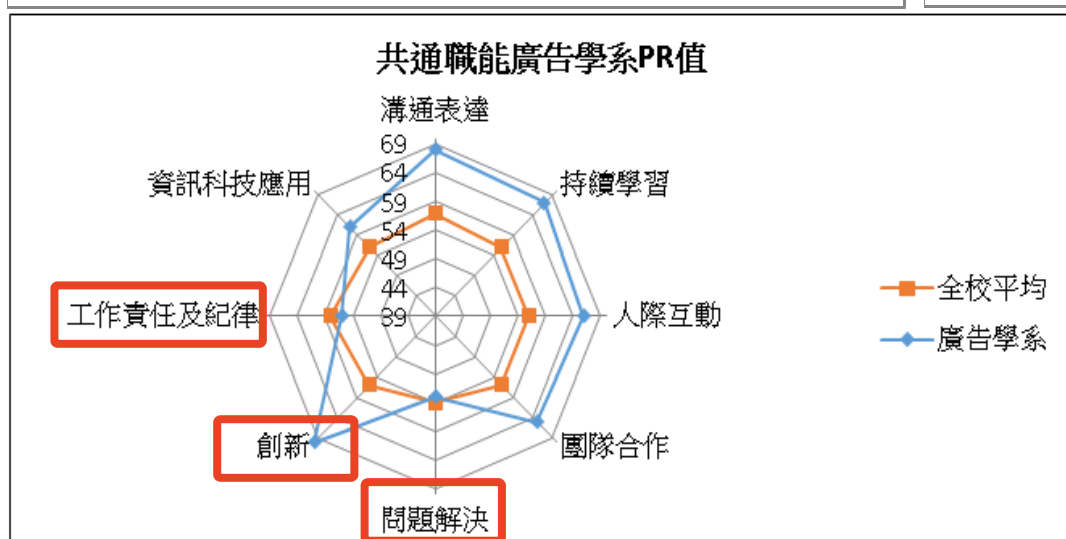 共通職能廣告學系PR值
溝通表達
69
64
59
54
49
44
39
持續學習
人際互動
團隊合作
問題解決
創新
工作責任及紀律
資訊科技應用
全校平均
廣告學系